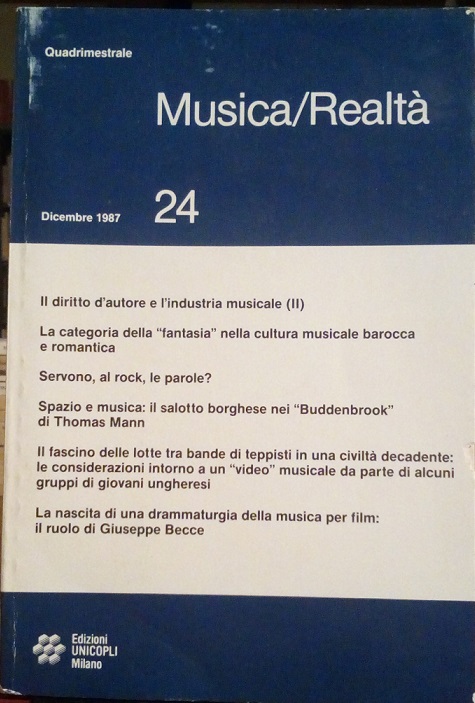 Quadrimestrale
Musica/Realtà
Dicembre 1987
24
Il diritto d'autore e l'industria musicale (II)
La categoria della "fantasia" nella cultura musicale barocca
e romantica
Servono, al rock, le parole?
Spazio e musica: il salotto borghese nei "Buddenbrook"
di Thomas Mann
Il fascino delle lotte tra bande di teppisti in una civiltà decadente:
le considerazioni intorno a un "video" musicale da parte di alcuni
gruppi di giovani ungheresi
La nascita di una drammaturgia della musica per film:
il ruolo di Giuseppe Becce
Edizioni
UNICOPLI
Milano